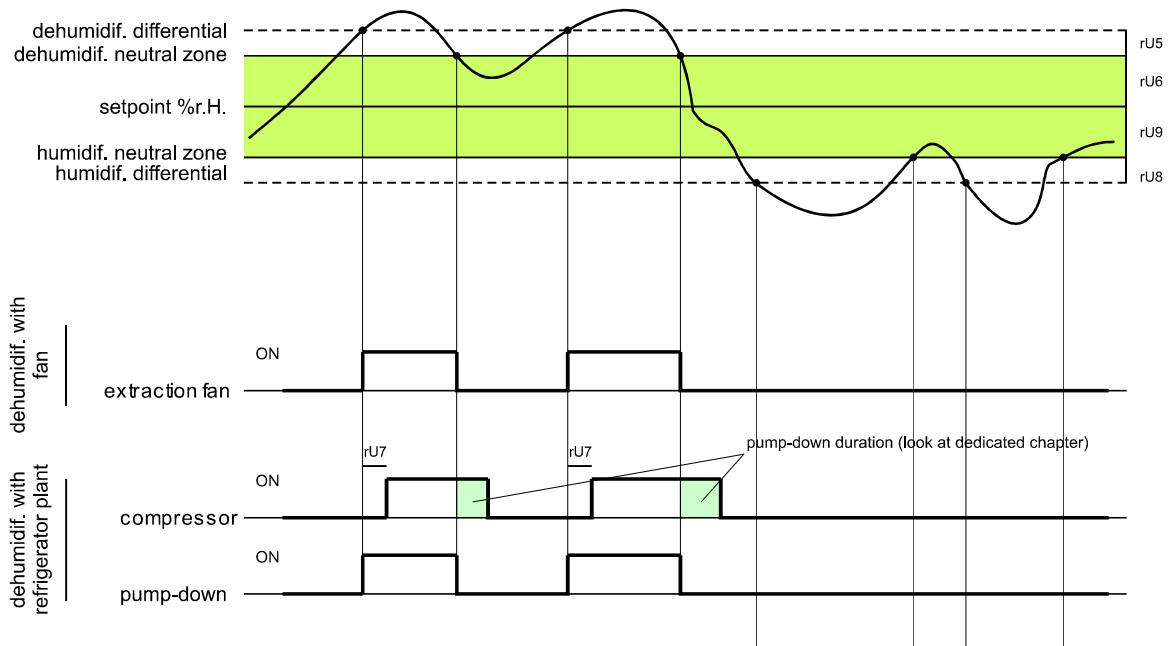 dehumidif. differential
dehumidif. neutral zone
setpoint %r.H.
humidif. neutral zone
humidif. differential
rU5
rU6
rU9
rU8
dehumidif. with
fan
ON
extraction fan
pump-down duration (look at dedicated chapter)
rU7
rU7
dehumidif. with
refrigerator plant
ON
compressor
ON
pump-down